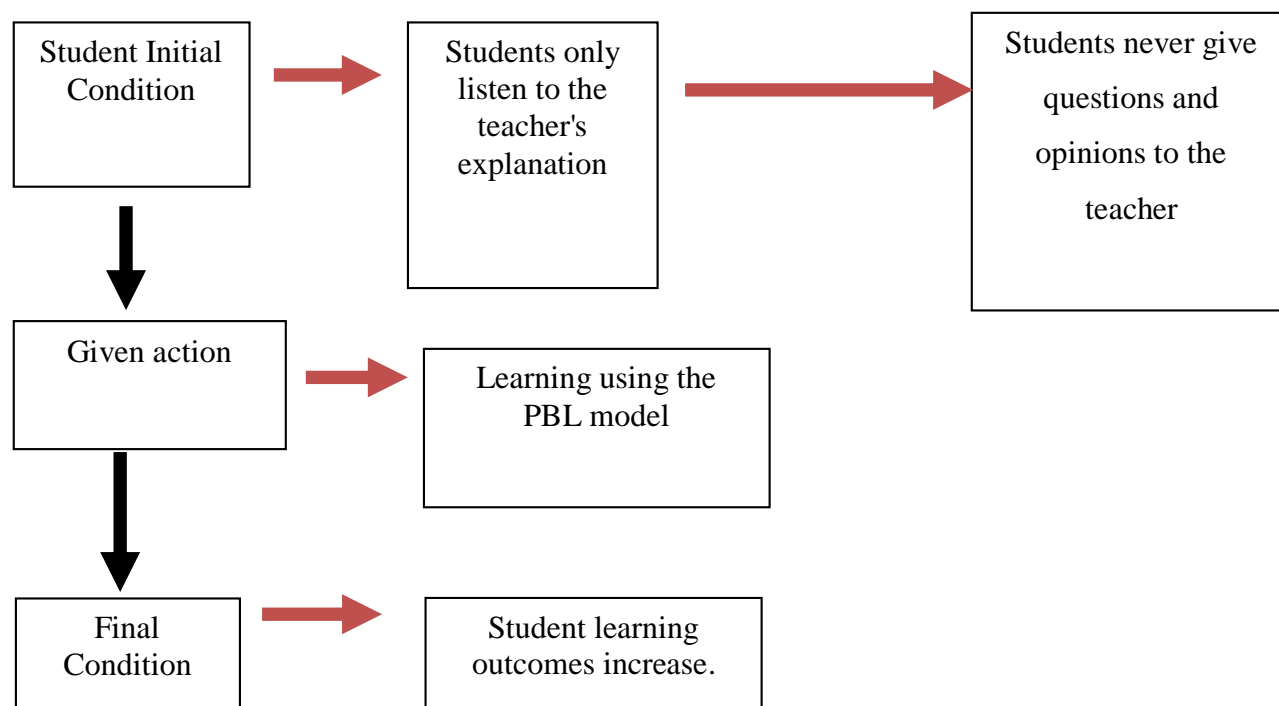 Student Initial
Condition
Students only
listen to the
teacher's
explanation
Students never give
questions and
opinions to the
teacher
Given action
Learning using the
PBL model
Final
Condition
Student learning
outcomes increase.